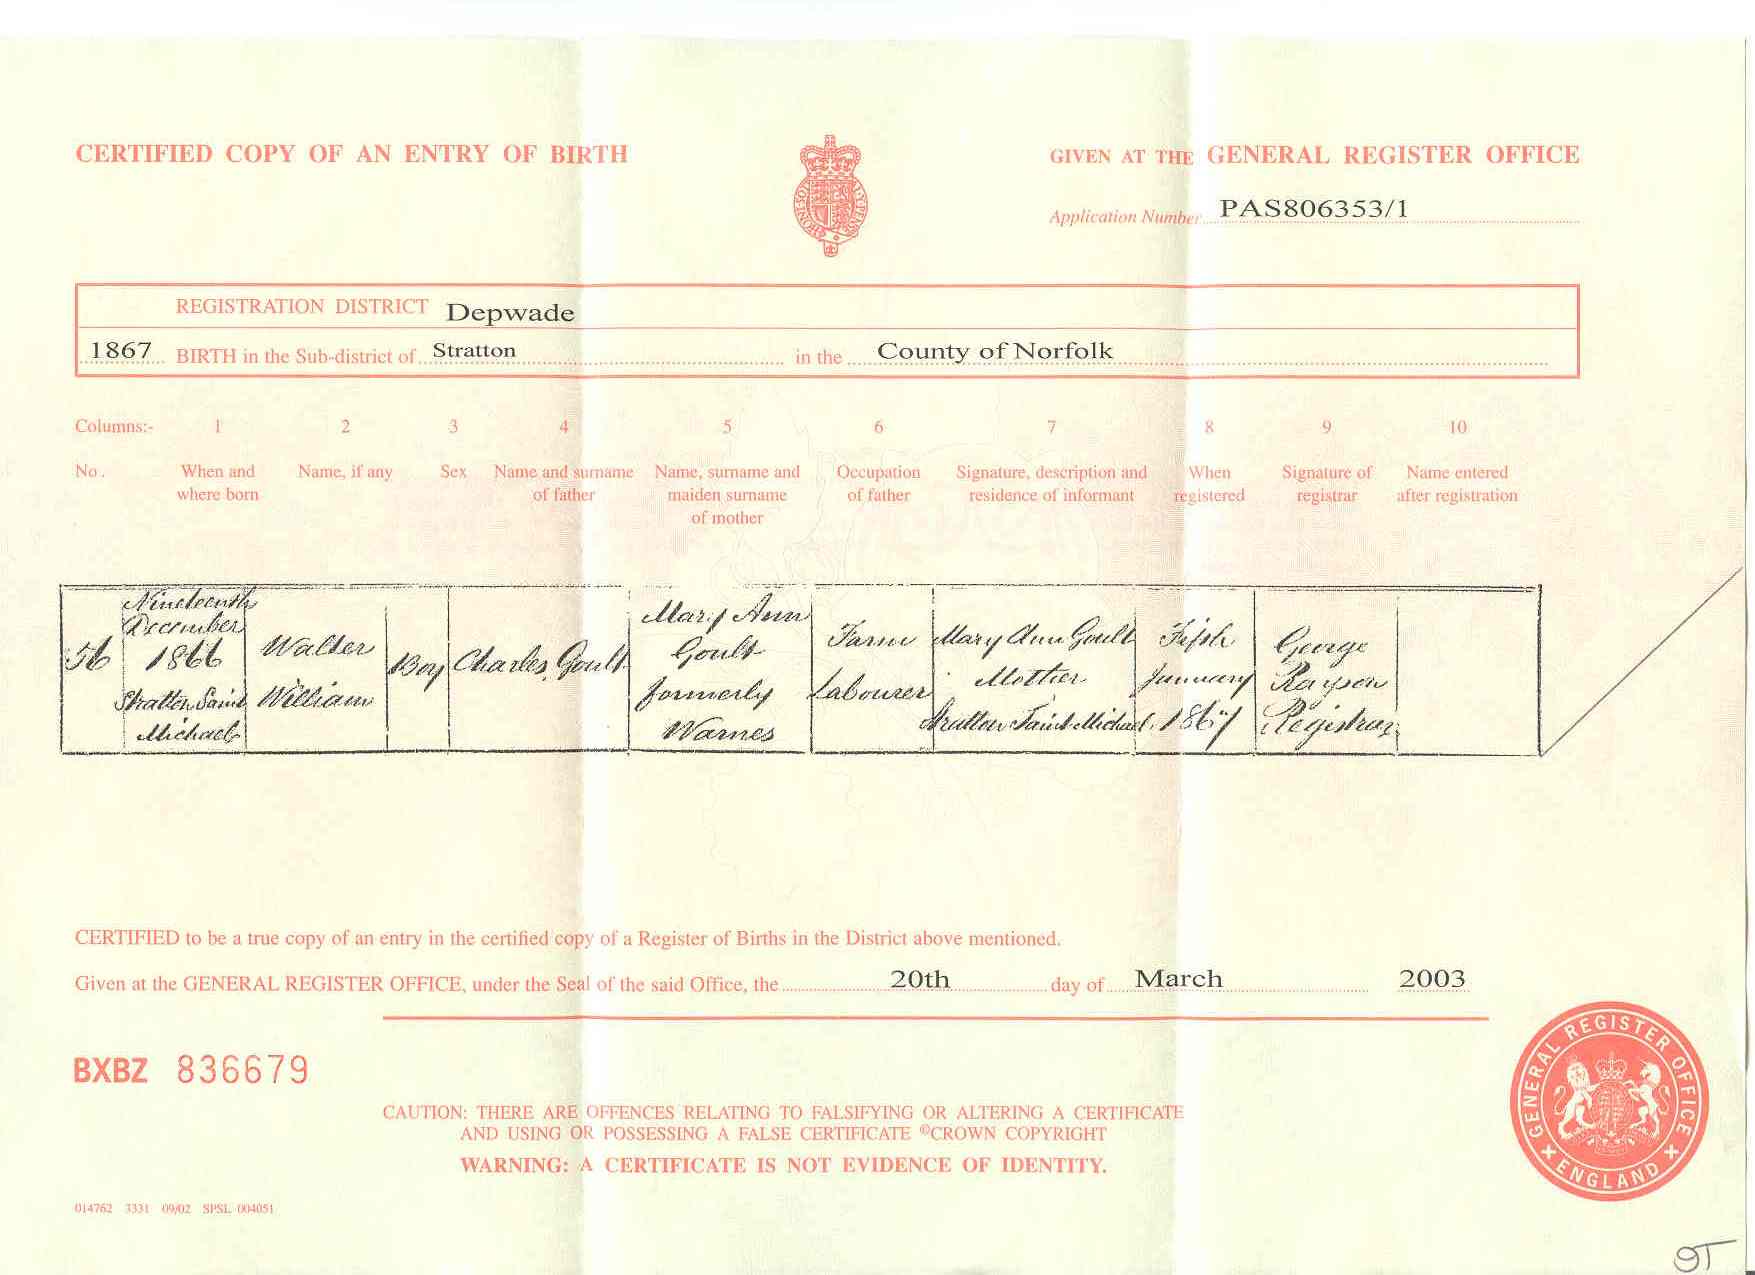 CERTIFIED COPY OF AN ENTRY OF BIRTH
GIVEN AT THE GENERAL REGISTER OFFICE
HONI SOIT QUI MAL Y PENSE
Application Number PAS806353/1
REGISTRATION DISTRICT Depwade
1867 BIRTH in the Sub-district of Stratton in the County of Norfolk
Columns:- 1 2 3 4 5 6 7 8 9 10
No. When and where born Name, if any Sex Name and surname of father Name, surname and maiden surname of mother Occupation of father Signature, description and residence of informant When registered Signature of registrar Name entered after registration
56
Nineteenth
December
1866
Stratton Saint
Michael
Walter
William
Boy
Charles Goult
Mary Ann
Goult
formerly
Warnes
Farm
Labourer
Mary Ann Goult
Mother
Stratton Saint Michael
Fifth
January
1867
George
Rayson
Registrar
CERTIFIED to be a true copy of an entry in the certified copy of a Register of Births in the District above mentioned.
Given at the GENERAL REGISTER OFFICE, under the Seal of the said Office, the 20th day of March 2003
BXBZ 836679
CAUTION: THERE ARE OFFENCES RELATING TO FALSIFYING OR ALTERING A CERTIFICATE
AND USING OR POSSESSING A FALSE CERTIFICATE ©CROWN COPYRIGHT
WARNING: A CERTIFICATE IS NOT EVIDENCE OF IDENTITY.
GENERAL REGISTER OFFICE
ENGLAND
014762 3331 09/02 SPSL 004051